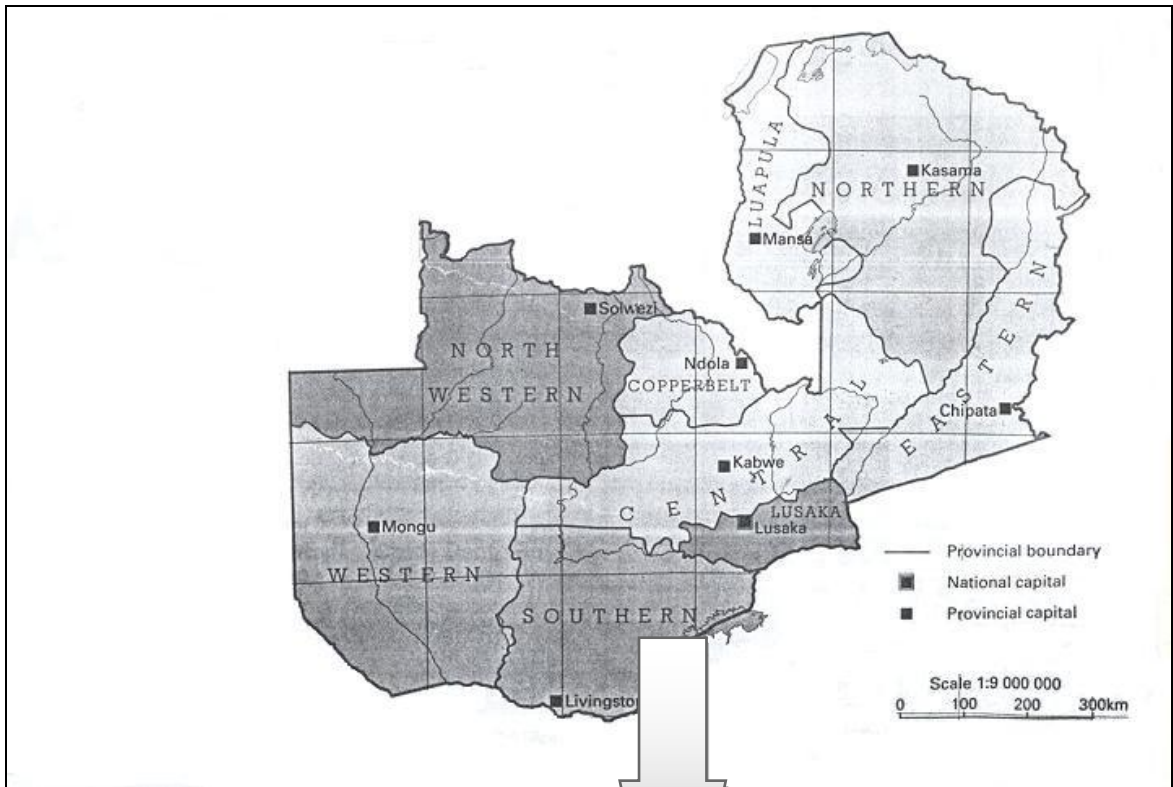 LUAPULA
Kasama
NORTHERN
Mansa
EASTERN
Solwezi
NORTH
WESTERN
Ndola
COPPERBELT
Chipata
Kabwe
CENTRAL
LUSAKA
Lusaka
Mongu
WESTERN
SOUTHERN
Provincial boundary
National capital
Provincial capital
Scale 1:9 000 000
0 100 200 300km
Livingsto